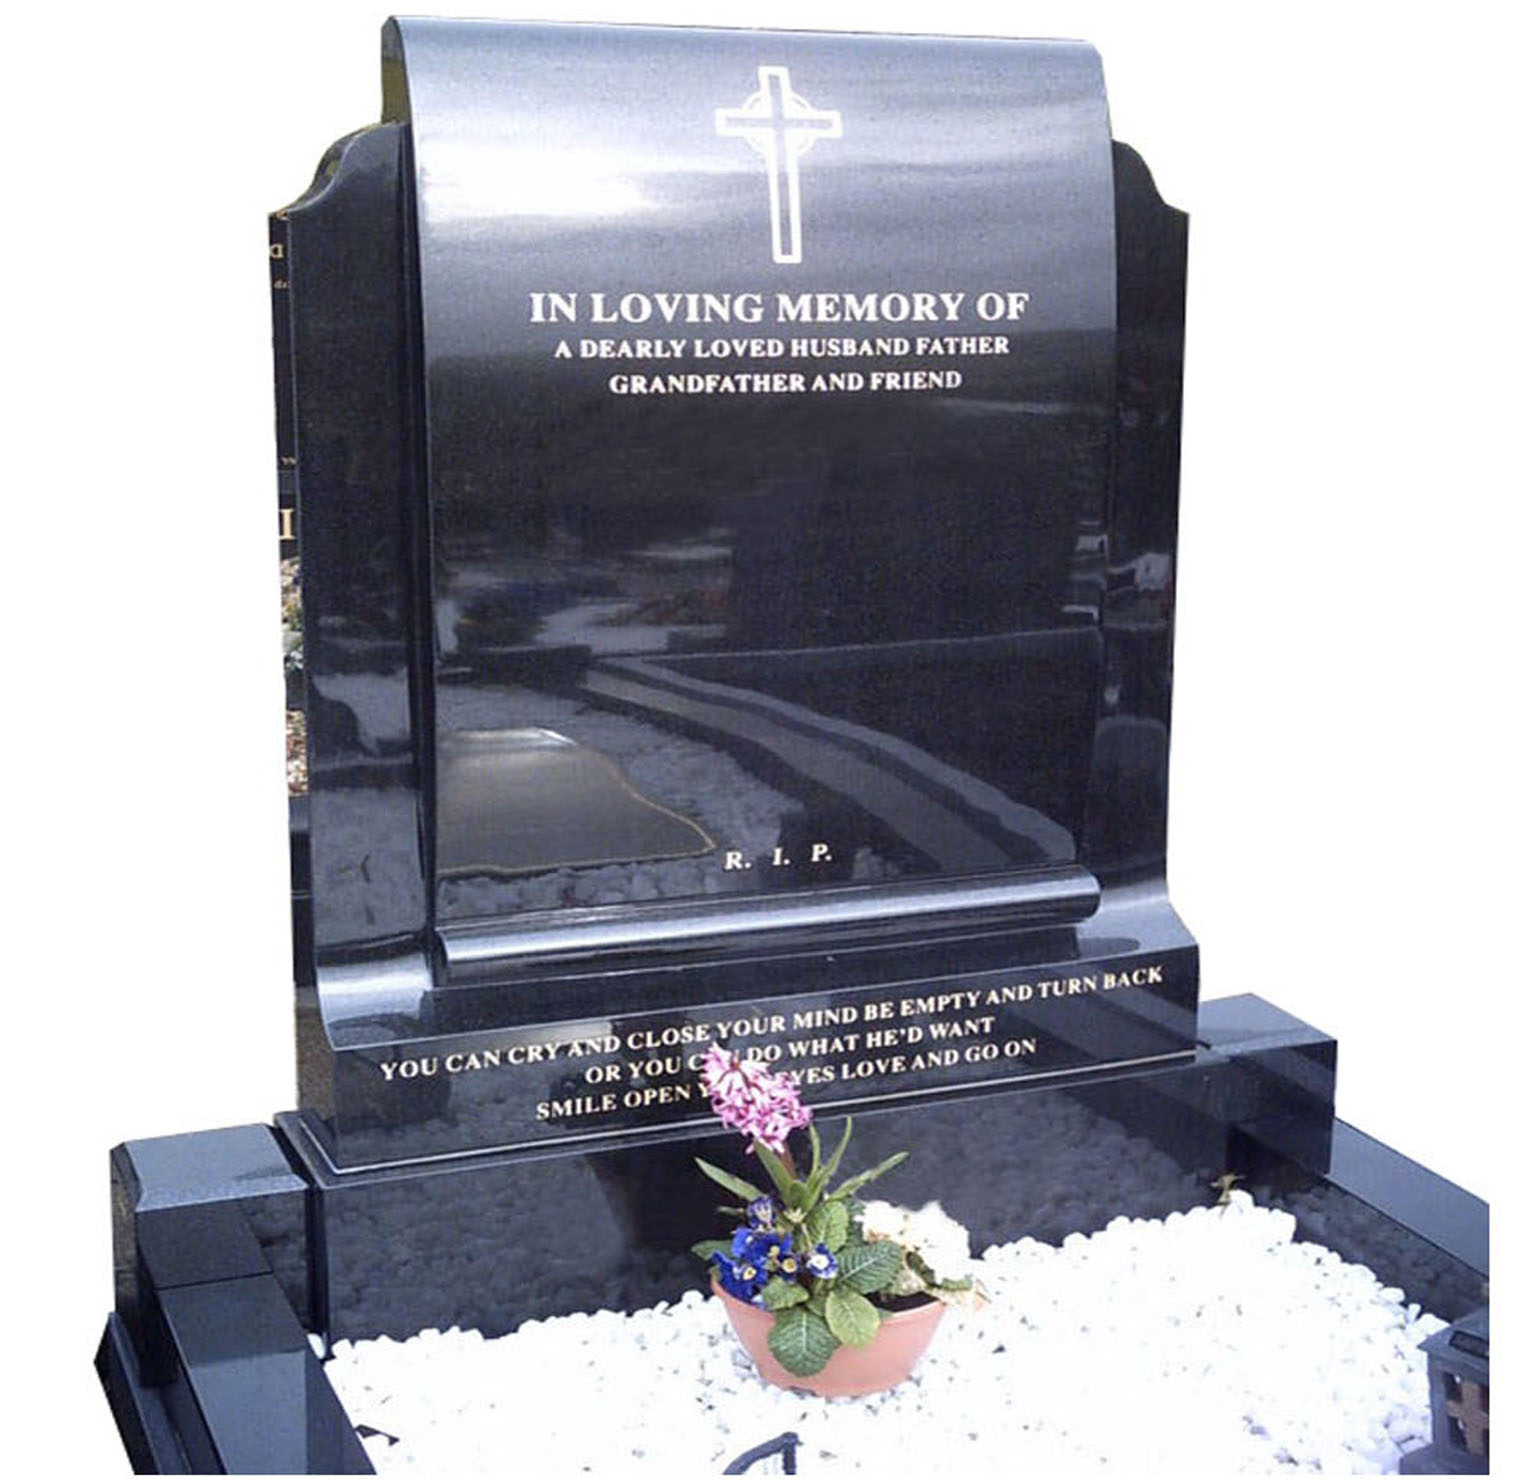 IN LOVING MEMORY OF
A DEARLY LOVED HUSBAND FATHER
GRANDFATHER AND FRIEND
R. I. P.
YOU CAN CRY AND CLOSE YOUR MIND BE EMPTY AND TURN BACK
OR YOU CAN DO WHAT HE'D WANT
SMILE OPEN EYES LOVE AND GO ON